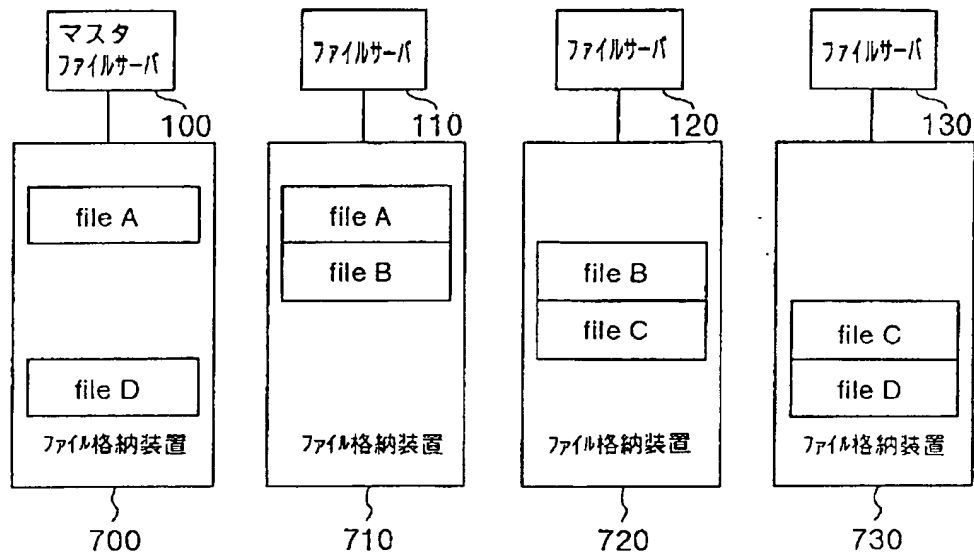 マスタ
ファイルサーバ
100
ファイルサーバ
110
ファイルサーバ
120
ファイルサーバ
130
file A
file D
ファイル格納装置
700
file A
file B
ファイル格納装置
710
file B
file C
ファイル格納装置
720
file C
file D
ファイル格納装置
730